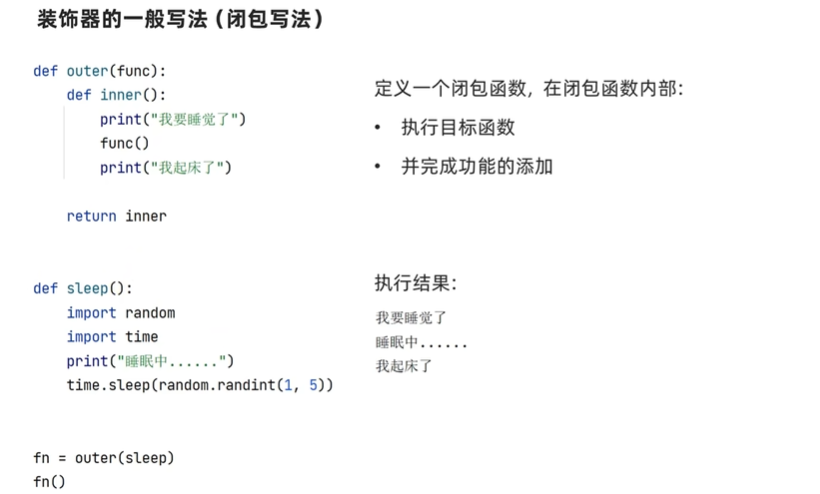 装饰器的一般写法（闭包写法）
def outer(func):
    def inner():
        print("我要睡觉了")
        func()
        print("我起床了")
    return inner
def sleep():
    import random
    import time
    print("睡眠中......")
    time.sleep(random.randint(1, 5))
fn = outer(sleep)
fn()
定义一个闭包函数, 在闭包函数内部：
• 执行目标函数
• 并完成功能的添加
执行结果：
我要睡觉了
睡眠中......
我起床了